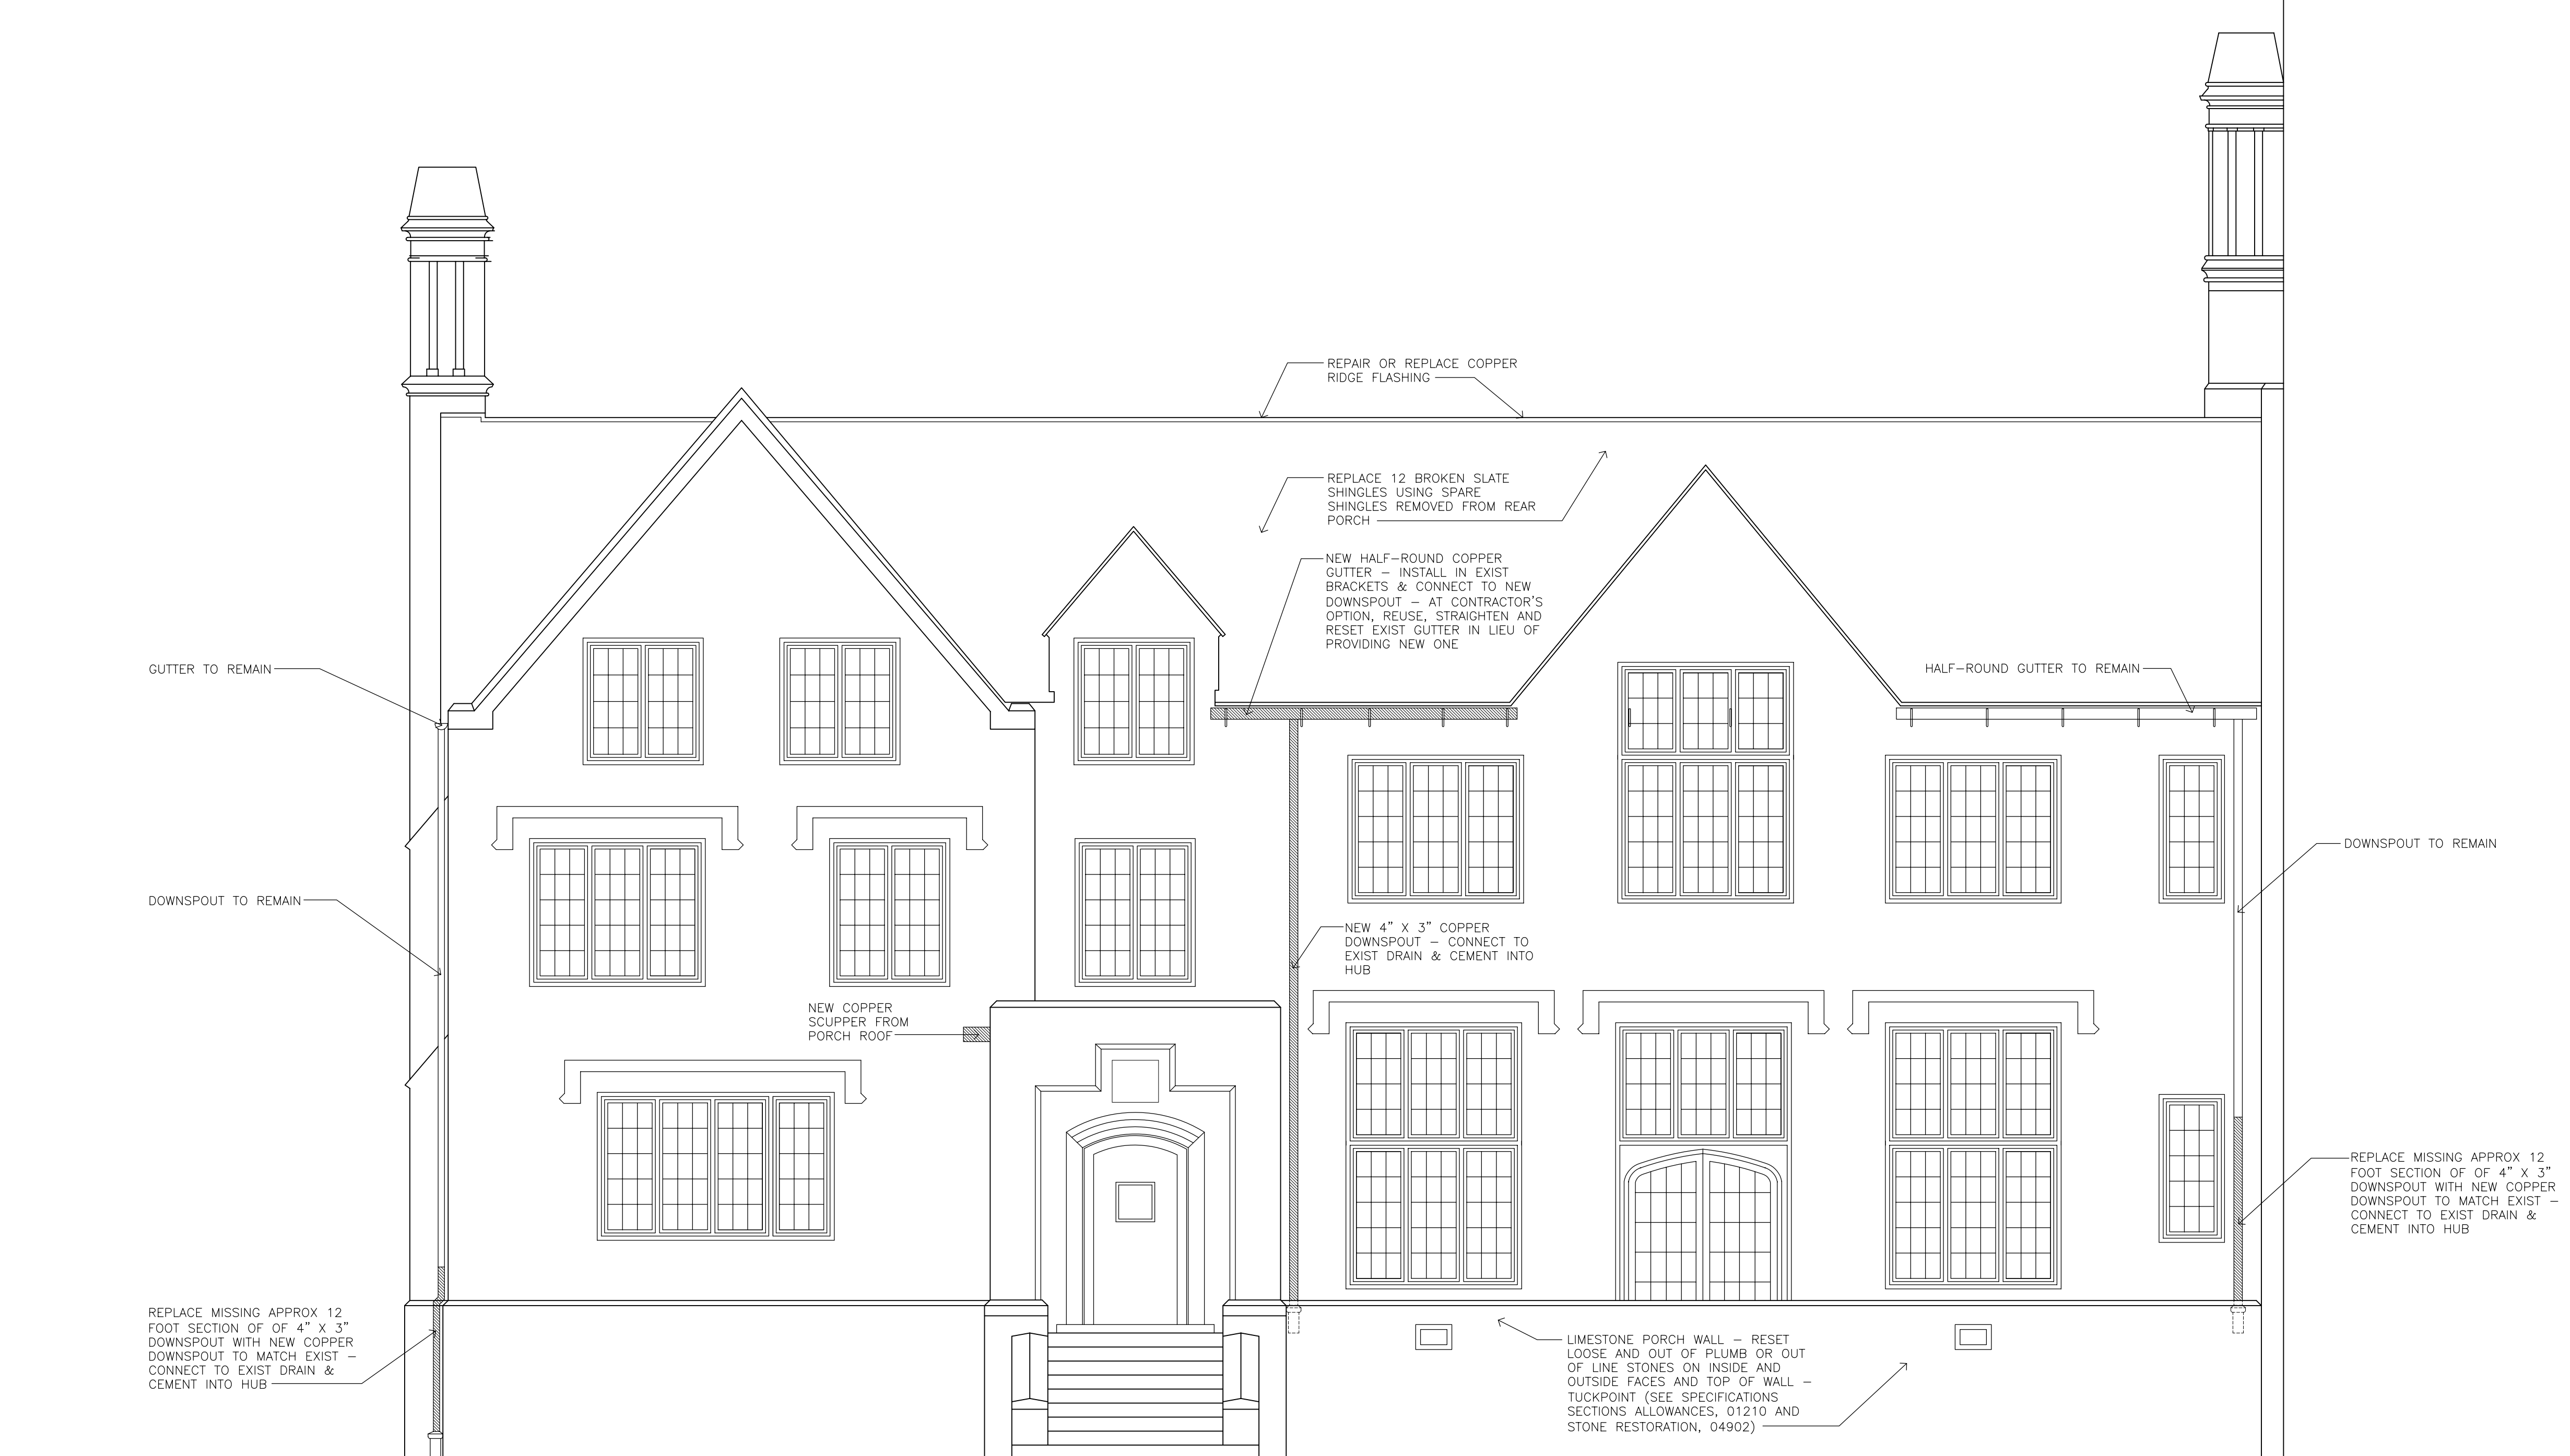 REPAIR OR REPLACE COPPER
RIDGE FLASHING
REPLACE 12 BROKEN SLATE
SHINGLES USING SPARE
SHINGLES REMOVED FROM REAR
PORCH
NEW HALF-ROUND COPPER
GUTTER – INSTALL IN EXIST
BRACKETS & CONNECT TO NEW
DOWNSPOUT – AT CONTRACTOR'S
OPTION, REUSE, STRAIGHTEN AND
RESET EXIST GUTTER IN LIEU OF
PROVIDING NEW ONE
GUTTER TO REMAIN
HALF-ROUND GUTTER TO REMAIN
DOWNSPOUT TO REMAIN
DOWNSPOUT TO REMAIN
NEW 4" X 3" COPPER
DOWNSPOUT – CONNECT TO
EXIST DRAIN & CEMENT INTO
HUB
NEW COPPER
SCUPPER FROM
PORCH ROOF
REPLACE MISSING APPROX 12
FOOT SECTION OF OF 4" X 3"
DOWNSPOUT WITH NEW COPPER
DOWNSPOUT TO MATCH EXIST –
CONNECT TO EXIST DRAIN &
CEMENT INTO HUB
REPLACE MISSING APPROX 12
FOOT SECTION OF OF 4" X 3"
DOWNSPOUT WITH NEW COPPER
DOWNSPOUT TO MATCH EXIST –
CONNECT TO EXIST DRAIN &
CEMENT INTO HUB
LIMESTONE PORCH WALL – RESET
LOOSE AND OUT OF PLUMB OR OUT
OF LINE STONES ON INSIDE AND
OUTSIDE FACES AND TOP OF WALL –
TUCKPOINT (SEE SPECIFICATIONS
SECTIONS ALLOWANCES, 01210 AND
STONE RESTORATION, 04902)